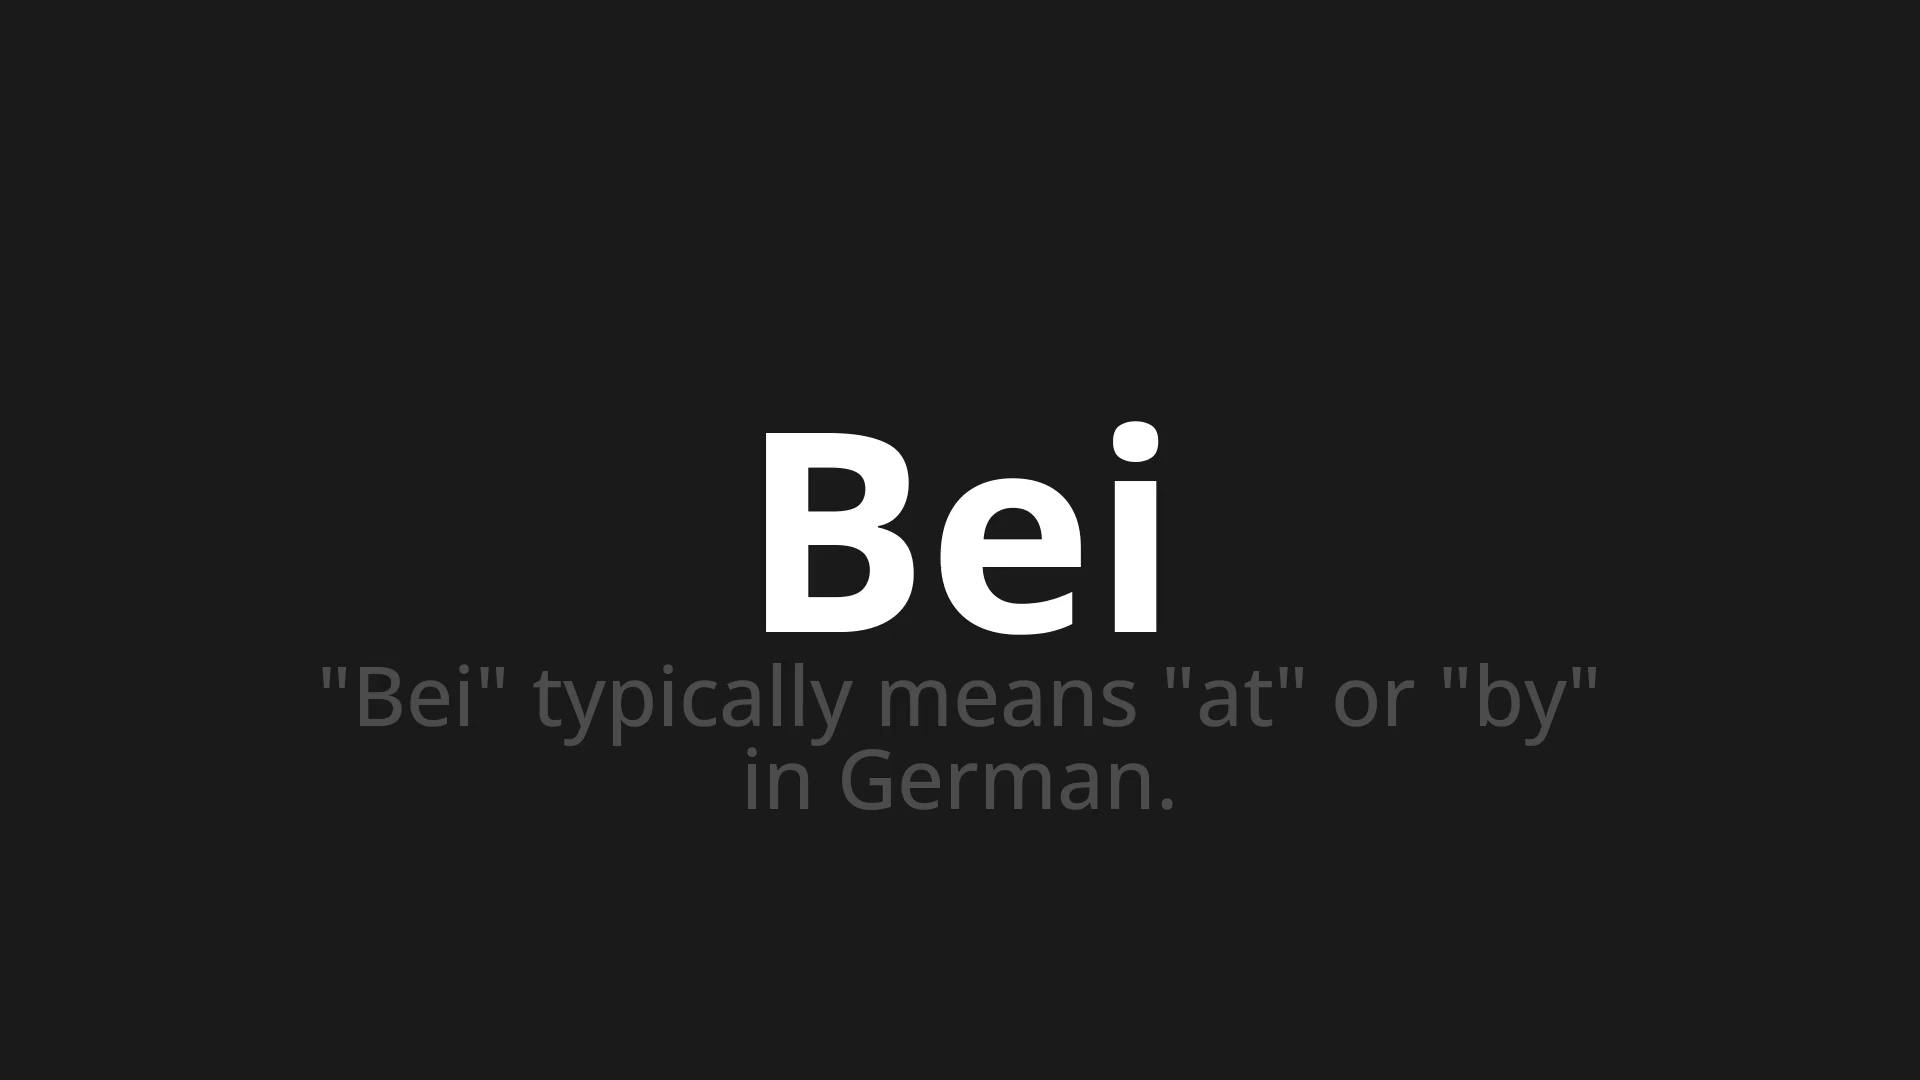 Bei
"Bei" typically means "at" or "by"
in German.